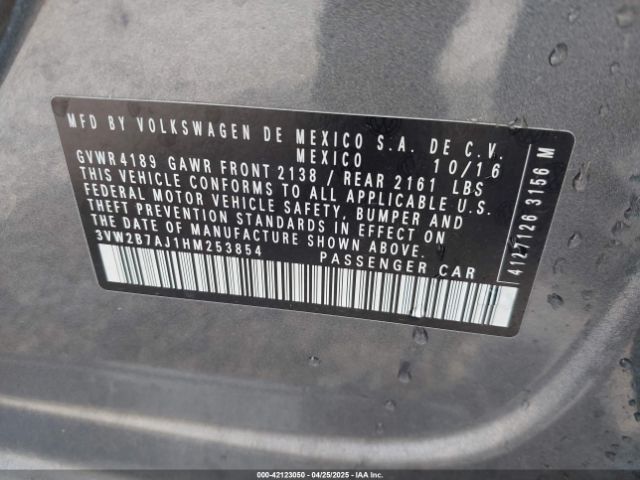 MFD BY VOLKSWAGEN DE MEXICO S.A. DE C.V.
MEXICO 10/16
GVWR 4189 GAWR FRONT 2138 / REAR 2161 LBS
THIS VEHICLE CONFORMS TO ALL APPLICABLE U.S.
FEDERAL MOTOR VEHICLE SAFETY, BUMPER AND
THEFT PREVENTION STANDARDS IN EFFECT ON
THE DATE OF MANUFACTURE SHOWN ABOVE.
3VW2B7AJ1HM253854 PASSENGER CAR
4127126 3156 M
000-42123050 - 04/25/2025 - IAAI.COM